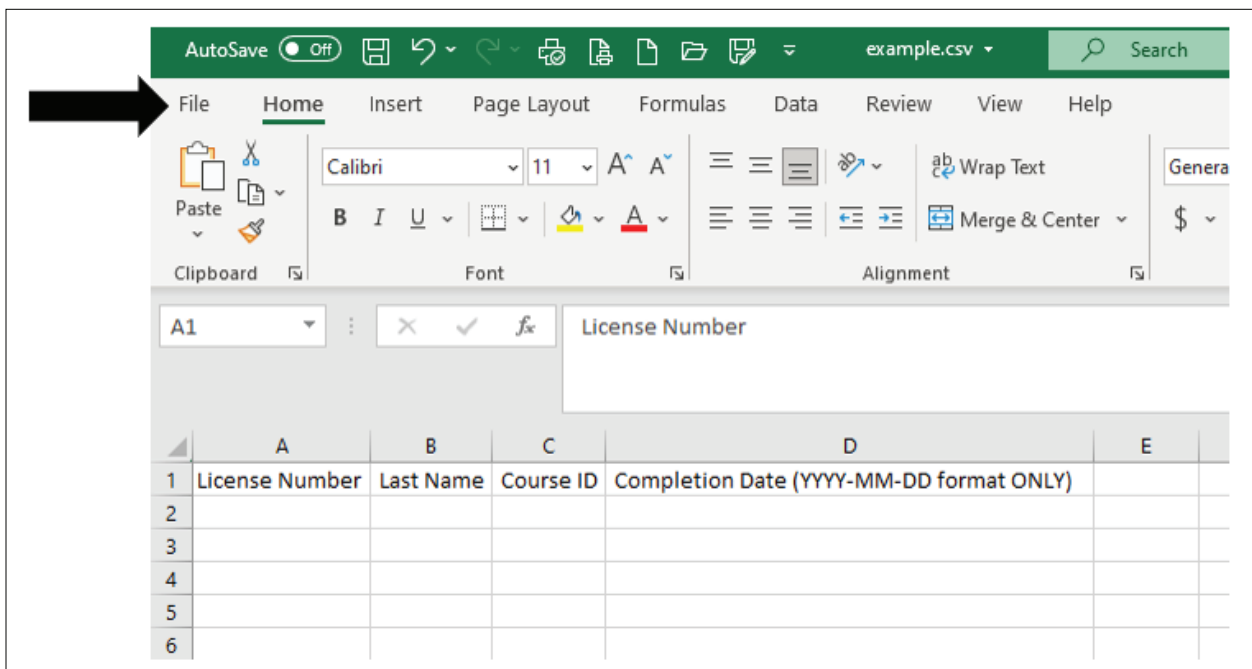 AutoSave Off example.csv Search
File Home Insert Page Layout Formulas Data Review View Help
Calibri 11 A A ab Wrap Text Genera
Paste B I U A Merge & Center $
Clipboard Font Alignment
A1 fx License Number
A B C D E
1 License Number Last Name Course ID Completion Date (YYYY-MM-DD format ONLY)
2
3
4
5
6